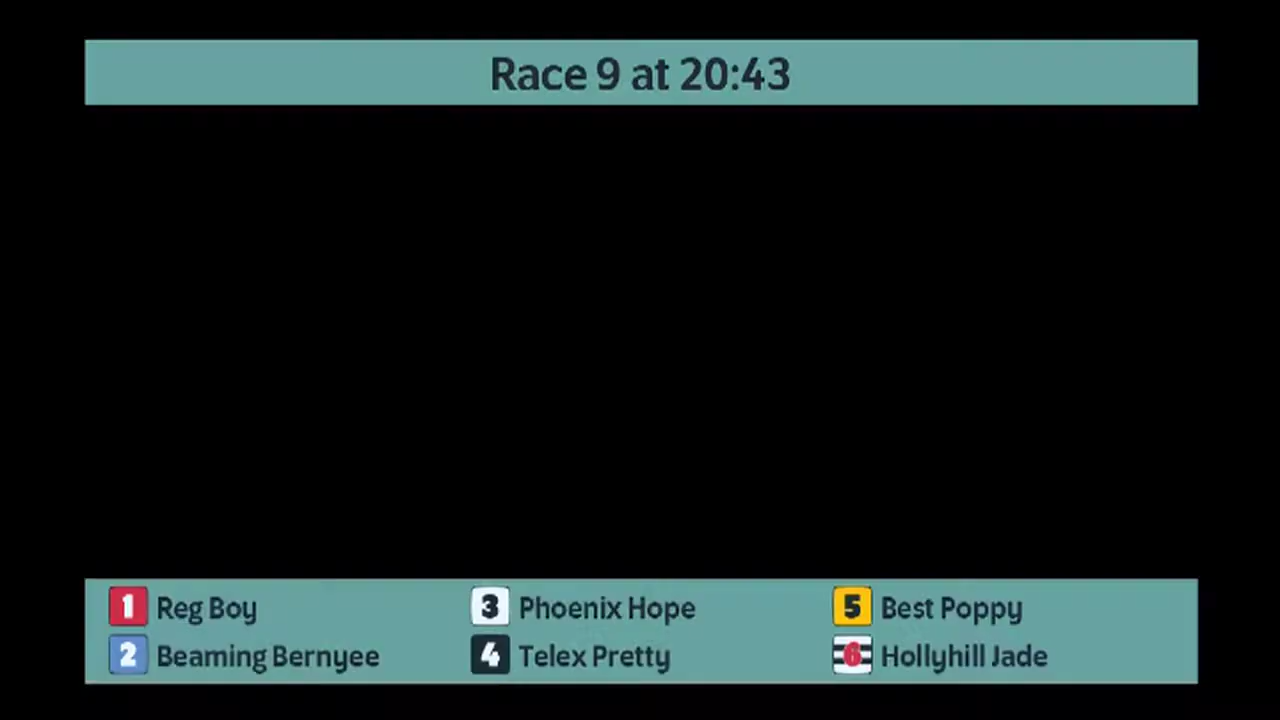 Race 9 at 20:43
1 Reg Boy
2 Beaming Bernyee
3 Phoenix Hope
4 Telex Pretty
5 Best Poppy
6 Hollyhill Jade